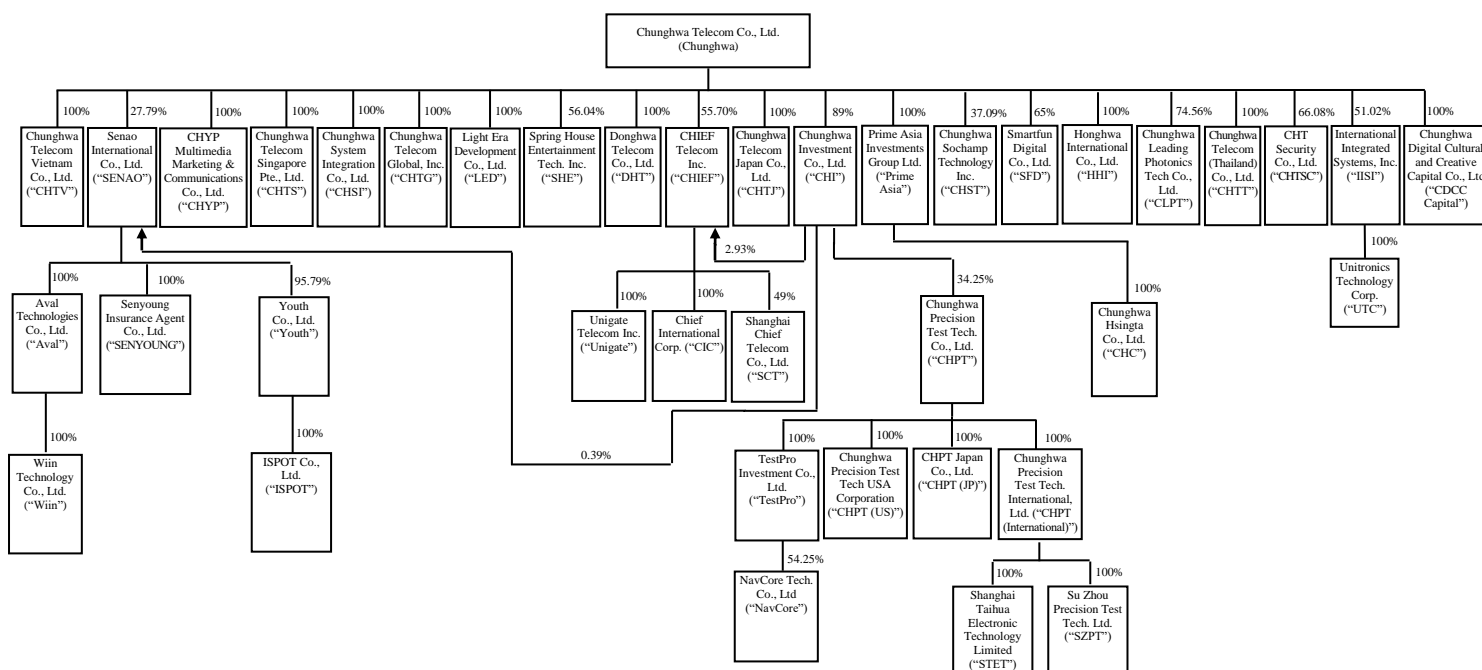 Chunghwa Telecom Co., Ltd.
(Chunghwa)
100%
27.79%
100%
100%
100%
100%
100%
56.04%
100%
55.70%
100%
89%
100%
37.09%
65%
100%
74.56%
100%
66.08%
51.02%
100%
Chunghwa
Telecom
Vietnam
Co., Ltd.
(“CHTV”)
Senao
International
Co., Ltd.
(“SENAO”)
CHYP
Multimedia
Marketing &
Communications
Co., Ltd.
(“CHYP”)
Chunghwa
Telecom
Singapore
Pte., Ltd.
(“CHTS”)
Chunghwa
System
Integration
Co., Ltd.
(“CHSI”)
Chunghwa
Telecom
Global, Inc.
(“CHTG”)
Light Era
Development
Co., Ltd.
(“LED”)
Spring House
Entertainment
Tech. Inc.
(“SHE”)
Donghwa
Telecom
Co., Ltd.
(“DHT”)
CHIEF
Telecom
Inc.
(“CHIEF”)
Chunghwa
Telecom
Japan Co.,
Ltd.
(“CHTJ”)
Chunghwa
Investment
Co., Ltd.
(“CHI”)
Prime Asia
Investments
Group Ltd.
(“Prime
Asia”)
Chunghwa
Sochamp
Technology
Inc.
(“CHST”)
Smartfun
Digital
Co., Ltd.
(“SFD”)
Honghwa
International
Co., Ltd.
(“HHI”)
Chunghwa
Leading
Photonics
Tech Co.,
Ltd.
(“CLPT”)
Chunghwa
Telecom
(Thailand)
Co., Ltd.
(“CHTT”)
CHT
Security
Co., Ltd.
(“CHTSC”)
International
Integrated
Systems, Inc.
(“IISI”)
Chunghwa
Digital Cultural
and Creative
Capital Co., Ltd
(“CDCC
Capital”)
2.93%
100%
100%
95.79%
100%
100%
49%
34.25%
100%
100%
Aval
Technologies
Co., Ltd.
(“Aval”)
Senyoung
Insurance Agent
Co., Ltd.
(“SENYOUNG”)
Youth
Co., Ltd.
(“Youth”)
Unigate
Telecom Inc.
(“Unigate”)
Chief
International
Corp. (“CIC”)
Shanghai
Chief
Telecom
Co., Ltd.
(“SCT”)
Chunghwa
Precision
Test Tech.
Co., Ltd.
(“CHPT”)
Chunghwa
Hsingta
Co., Ltd.
(“CHC”)
Unitronics
Technology
Corp.
(“UTC”)
100%
100%
0.39%
100%
100%
100%
100%
Wiin
Technology
Co., Ltd.
(“Wiin”)
ISPOT Co.,
Ltd.
(“ISPOT”)
TestPro
Investment Co.,
Ltd.
(“TestPro”)
Chunghwa
Precision Test
Tech USA
Corporation
(“CHPT (US)”)
CHPT Japan
Co., Ltd.
(“CHPT (JP)”)
Chunghwa
Precision
Test Tech.
International,
Ltd. (“CHPT
(International)”)
54.25%
100%
100%
NavCore Tech.
Co., Ltd
(“NavCore”)
Shanghai
Taihua
Electronic
Technology
Limited
(“STET”)
Su Zhou
Precision Test
Tech. Ltd.
(“SZPT”)